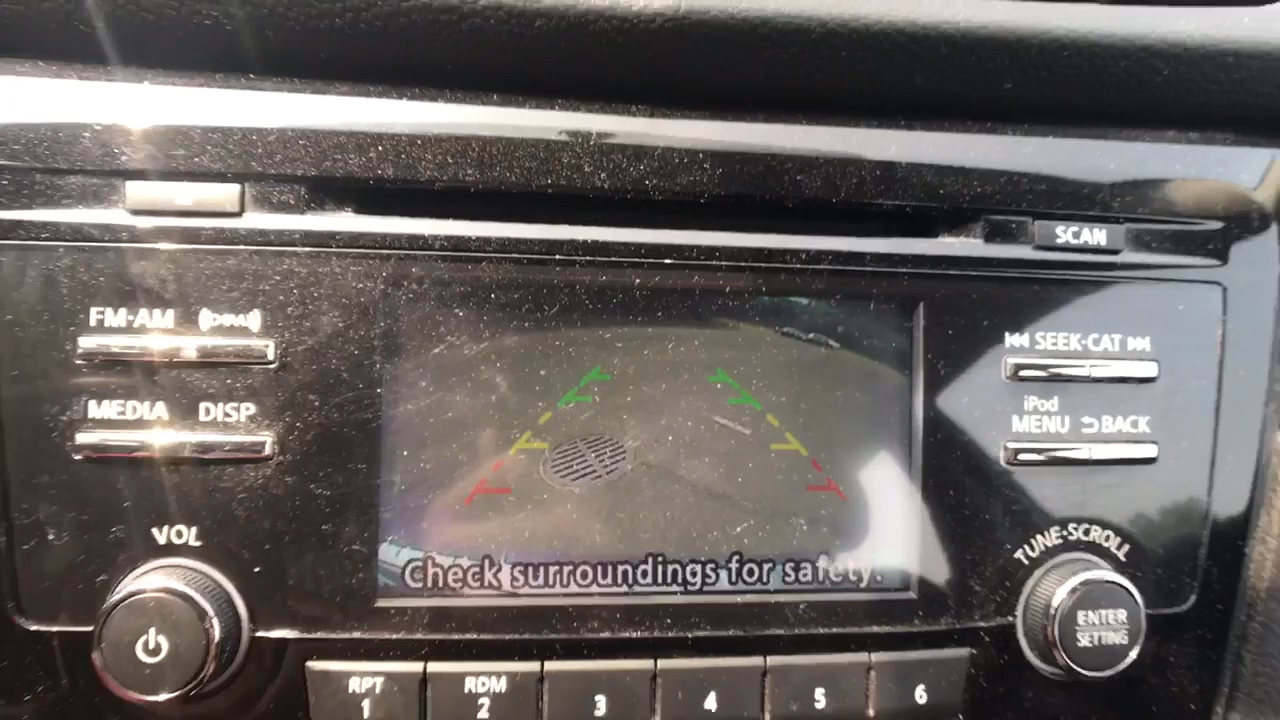 SCAN
FM·AM (((XM)))
MEDIA DISP
VOL
SEEK·CAT
iPod
MENU BACK
TUNE·SCROLL
ENTER
SETTING
Check surroundings for safety.
RPT
1
RDM
2
3
4
5
6